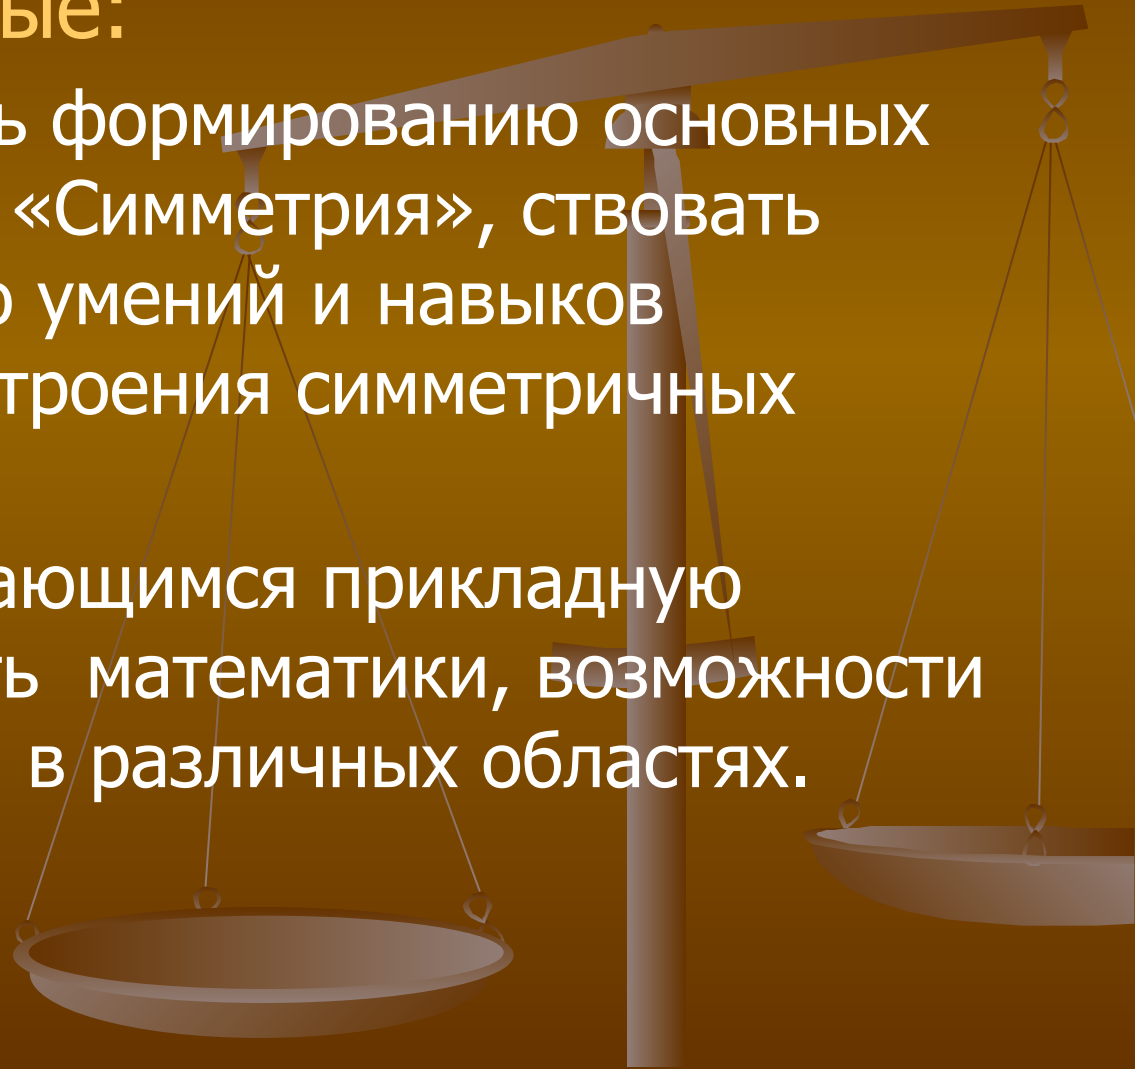 ые:
ь формированию основных
«Симметрия», ствовать
о умений и навыков
троения симметричных
ающимся прикладную
ть математики, возможности
в различных областях.